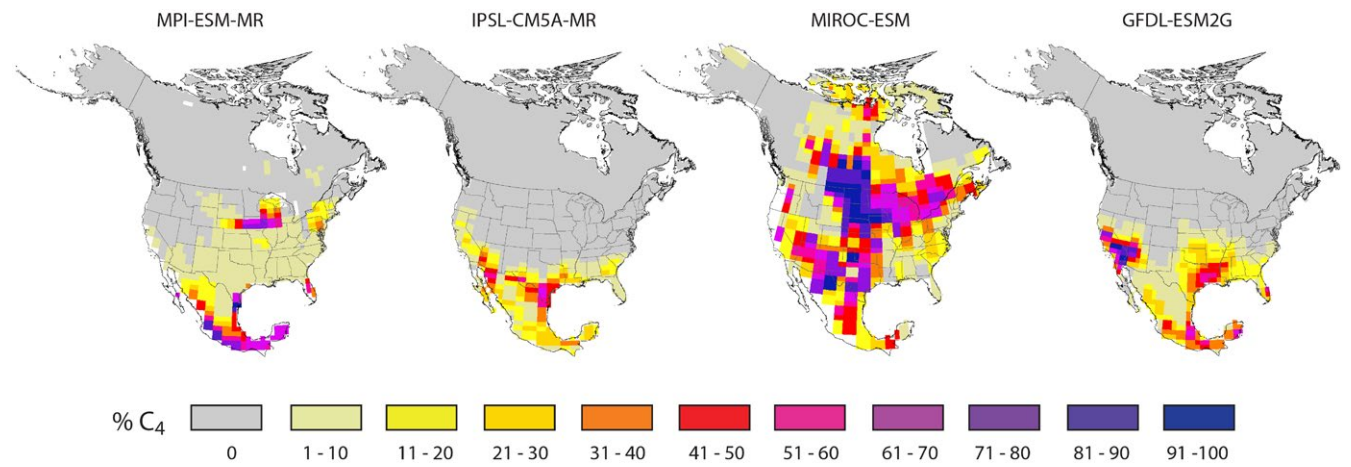 MPI-ESM-MR IPSL-CM5A-MR MIROC-ESM GFDL-ESM2G
% C₄
0 1 - 10 11 - 20 21 - 30 31 - 40 41 - 50 51 - 60 61 - 70 71 - 80 81 - 90 91 -100